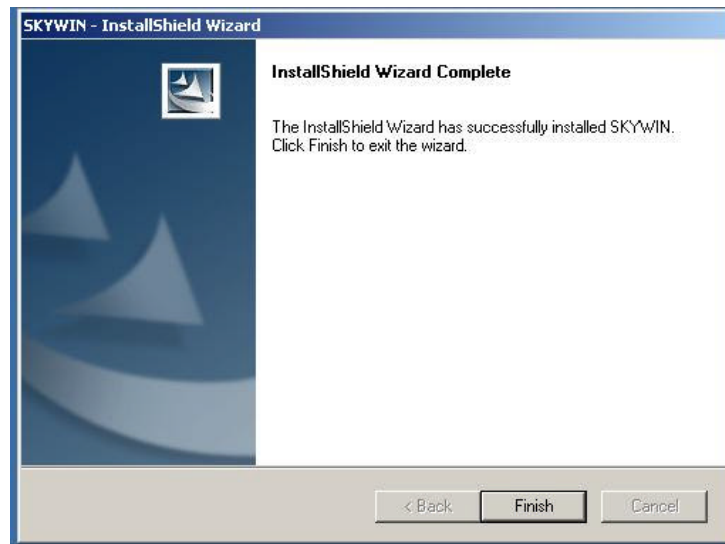 SKYWIN - InstallShield Wizard
InstallShield Wizard Complete
The InstallShield Wizard has successfully installed SKYWIN.
Click Finish to exit the wizard.
< Back
Finish
Cancel